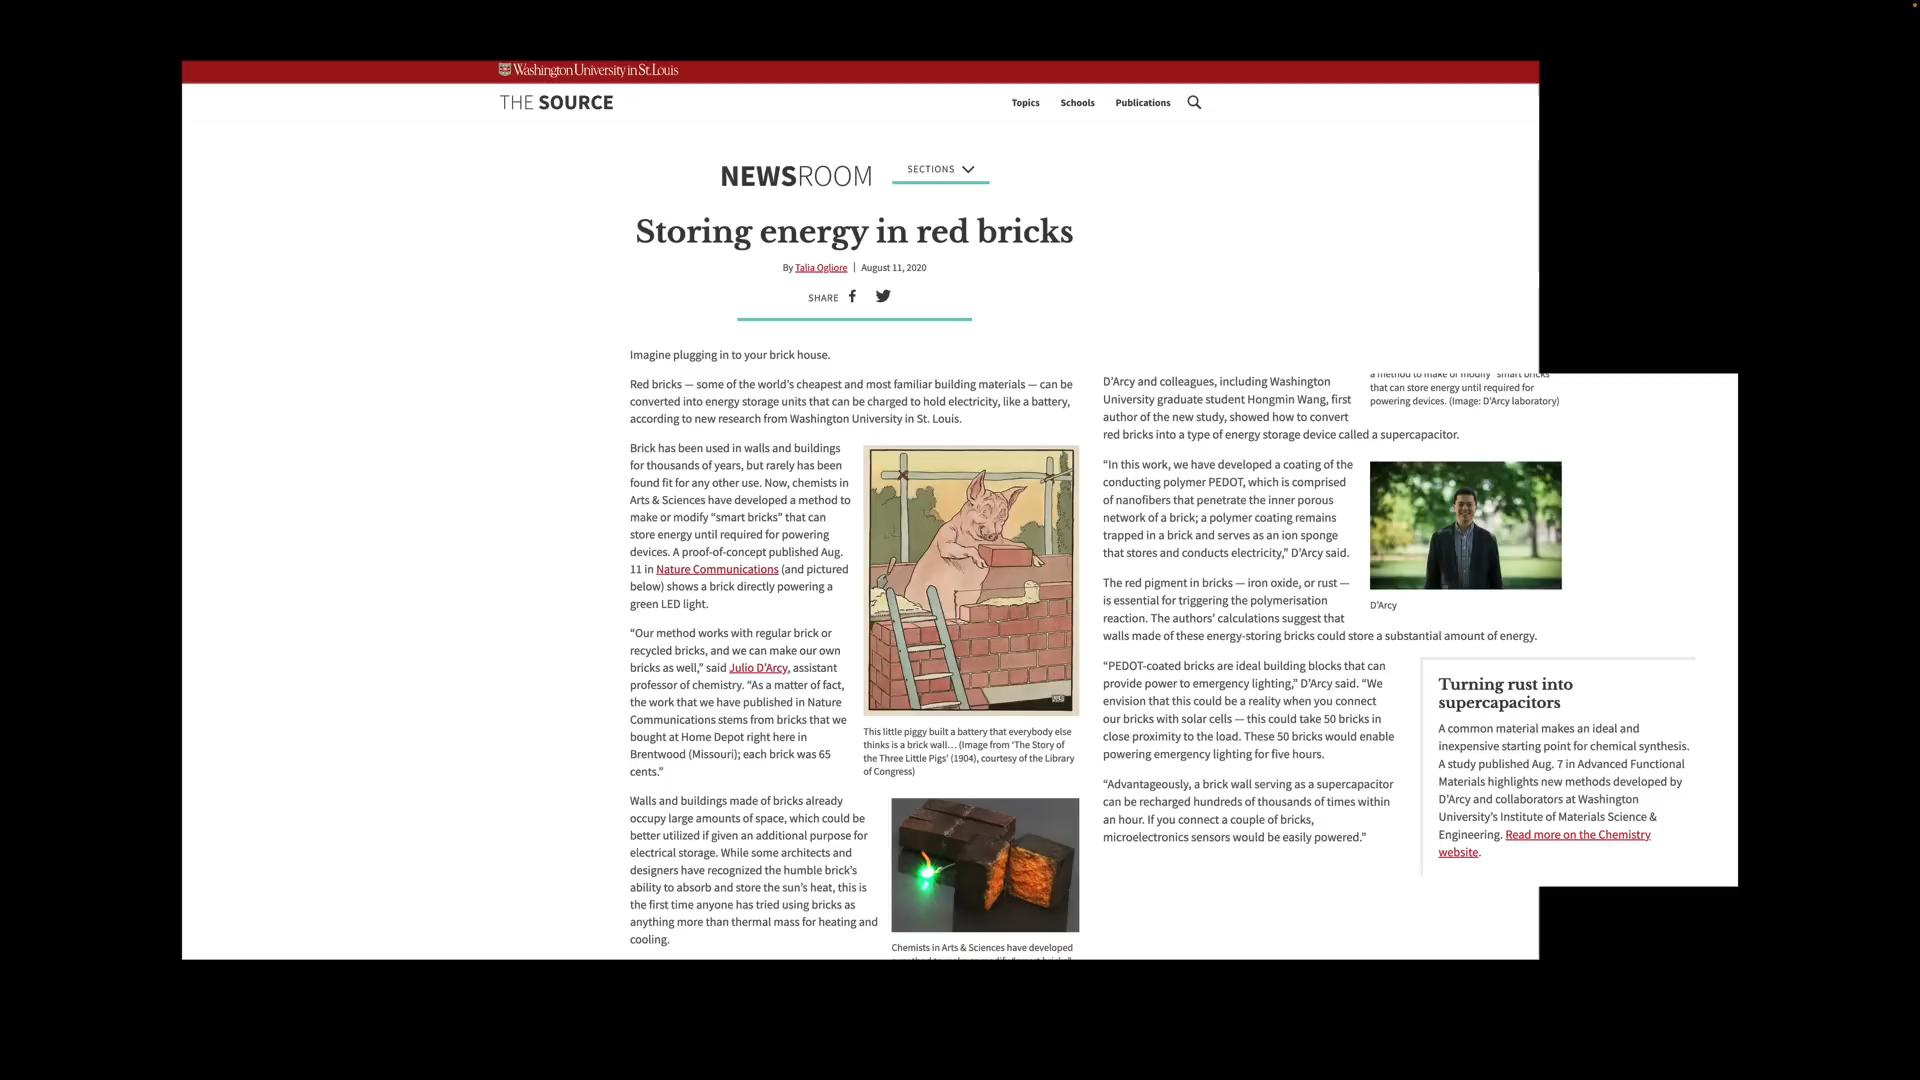 Washington University in St. Louis
THE SOURCE
Topics
Schools
Publications
NEWSROOM
SECTIONS
Storing energy in red bricks
By Talia Ogliore | August 11, 2020
SHARE
Imagine plugging in to your brick house.
Red bricks — some of the world’s cheapest and most familiar building materials — can be
converted into energy storage units that can be charged to hold electricity, like a battery,
according to new research from Washington University in St. Louis.
Brick has been used in walls and buildings
for thousands of years, but rarely has been
found fit for any other use. Now, chemists in
Arts & Sciences have developed a method to
make or modify “smart bricks” that can
store energy until required for powering
devices. A proof-of-concept published Aug.
11 in Nature Communications (and pictured
below) shows a brick directly powering a
green LED light.
“Our method works with regular brick or
recycled bricks, and we can make our own
bricks as well,” said Julio D’Arcy, assistant
professor of chemistry. “As a matter of fact,
the work that we have published in Nature
Communications stems from bricks that we
bought at Home Depot right here in
Brentwood (Missouri); each brick was 65
cents.”
Walls and buildings made of bricks already
occupy large amounts of space, which could be
better utilized if given an additional purpose for
electrical storage. While some architects and
designers have recognized the humble brick’s
ability to absorb and store the sun’s heat, this is
the first time anyone has tried using bricks as
anything more than thermal mass for heating and
cooling.
This little piggy built a battery that everybody else
thinks is a brick wall… (Image from ‘The Story of
the Three Little Pigs’ (1904), courtesy of the Library
of Congress)
Chemists in Arts & Sciences have developed
a method to make or modify “smart bricks”
D’Arcy and colleagues, including Washington
University graduate student Hongmin Wang, first
author of the new study, showed how to convert
red bricks into a type of energy storage device called a supercapacitor.
“In this work, we have developed a coating of the
conducting polymer PEDOT, which is comprised
of nanofibers that penetrate the inner porous
network of a brick; a polymer coating remains
trapped in a brick and serves as an ion sponge
that stores and conducts electricity,” D’Arcy said.
The red pigment in bricks — iron oxide, or rust —
is essential for triggering the polymerisation
reaction. The authors’ calculations suggest that
walls made of these energy-storing bricks could store a substantial amount of energy.
“PEDOT-coated bricks are ideal building blocks that can
provide power to emergency lighting,” D’Arcy said. “We
envision that this could be a reality when you connect
our bricks with solar cells — this could take 50 bricks in
close proximity to the load. These 50 bricks would enable
powering emergency lighting for five hours.
“Advantageously, a brick wall serving as a supercapacitor
can be recharged hundreds of thousands of times within
an hour. If you connect a couple of bricks,
microelectronics sensors would be easily powered.”
a method to make or modify “smart bricks”
that can store energy until required for
powering devices. (Image: D’Arcy laboratory)
D’Arcy
Turning rust into
supercapacitors
A common material makes an ideal and
inexpensive starting point for chemical synthesis.
A study published Aug. 7 in Advanced Functional
Materials highlights new methods developed by
D’Arcy and collaborators at Washington
University’s Institute of Materials Science &
Engineering. Read more on the Chemistry
website.